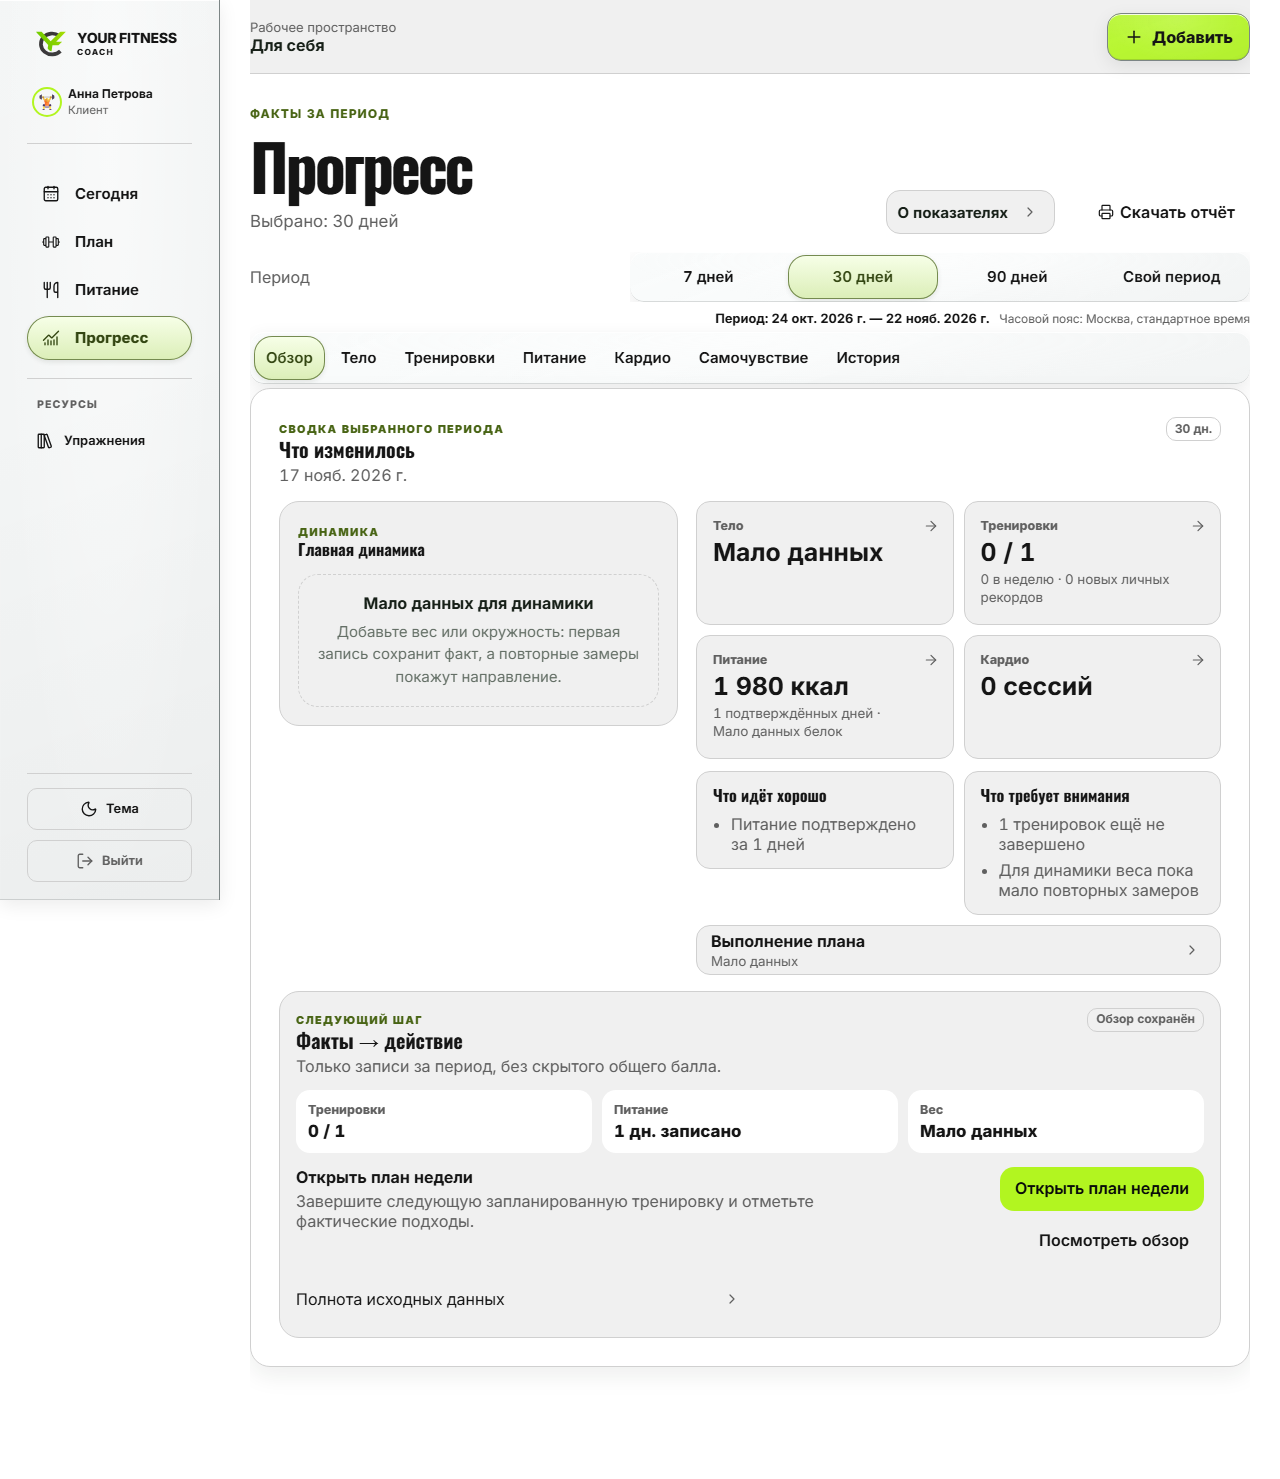 YOUR FITNESS
COACH
Анна Петрова
Клиент
Сегодня
План
Питание
Прогресс
РЕСУРСЫ
Упражнения
Тема
Выйти
Рабочее пространство
Для себя
Добавить
ФАКТЫ ЗА ПЕРИОД
Прогресс
Выбрано: 30 дней
О показателях
Скачать отчёт
Период
7 дней
30 дней
90 дней
Свой период
Период: 24 окт. 2026 г. — 22 нояб. 2026 г. Часовой пояс: Москва, стандартное время
Обзор
Тело
Тренировки
Питание
Кардио
Самочувствие
История
СВОДКА ВЫБРАННОГО ПЕРИОДА
30 дн.
Что изменилось
17 нояб. 2026 г.
ДИНАМИКА
Главная динамика
Мало данных для динамики
Добавьте вес или окружность: первая
запись сохранит факт, а повторные замеры
покажут направление.
Тело
Мало данных
Тренировки
0 / 1
0 в неделю · 0 новых личных
рекордов
Питание
1 980 ккал
1 подтверждённых дней ·
Мало данных белок
Кардио
0 сессий
Что идёт хорошо
• Питание подтверждено
за 1 дней
Что требует внимания
• 1 тренировок ещё не
завершено
• Для динамики веса пока
мало повторных замеров
Выполнение плана
Мало данных
СЛЕДУЮЩИЙ ШАГ
Обзор сохранён
Факты → действие
Только записи за период, без скрытого общего балла.
Тренировки
0 / 1
Питание
1 дн. записано
Вес
Мало данных
Открыть план недели
Завершите следующую запланированную тренировку и отметьте
фактические подходы.
Открыть план недели
Посмотреть обзор
Полнота исходных данных